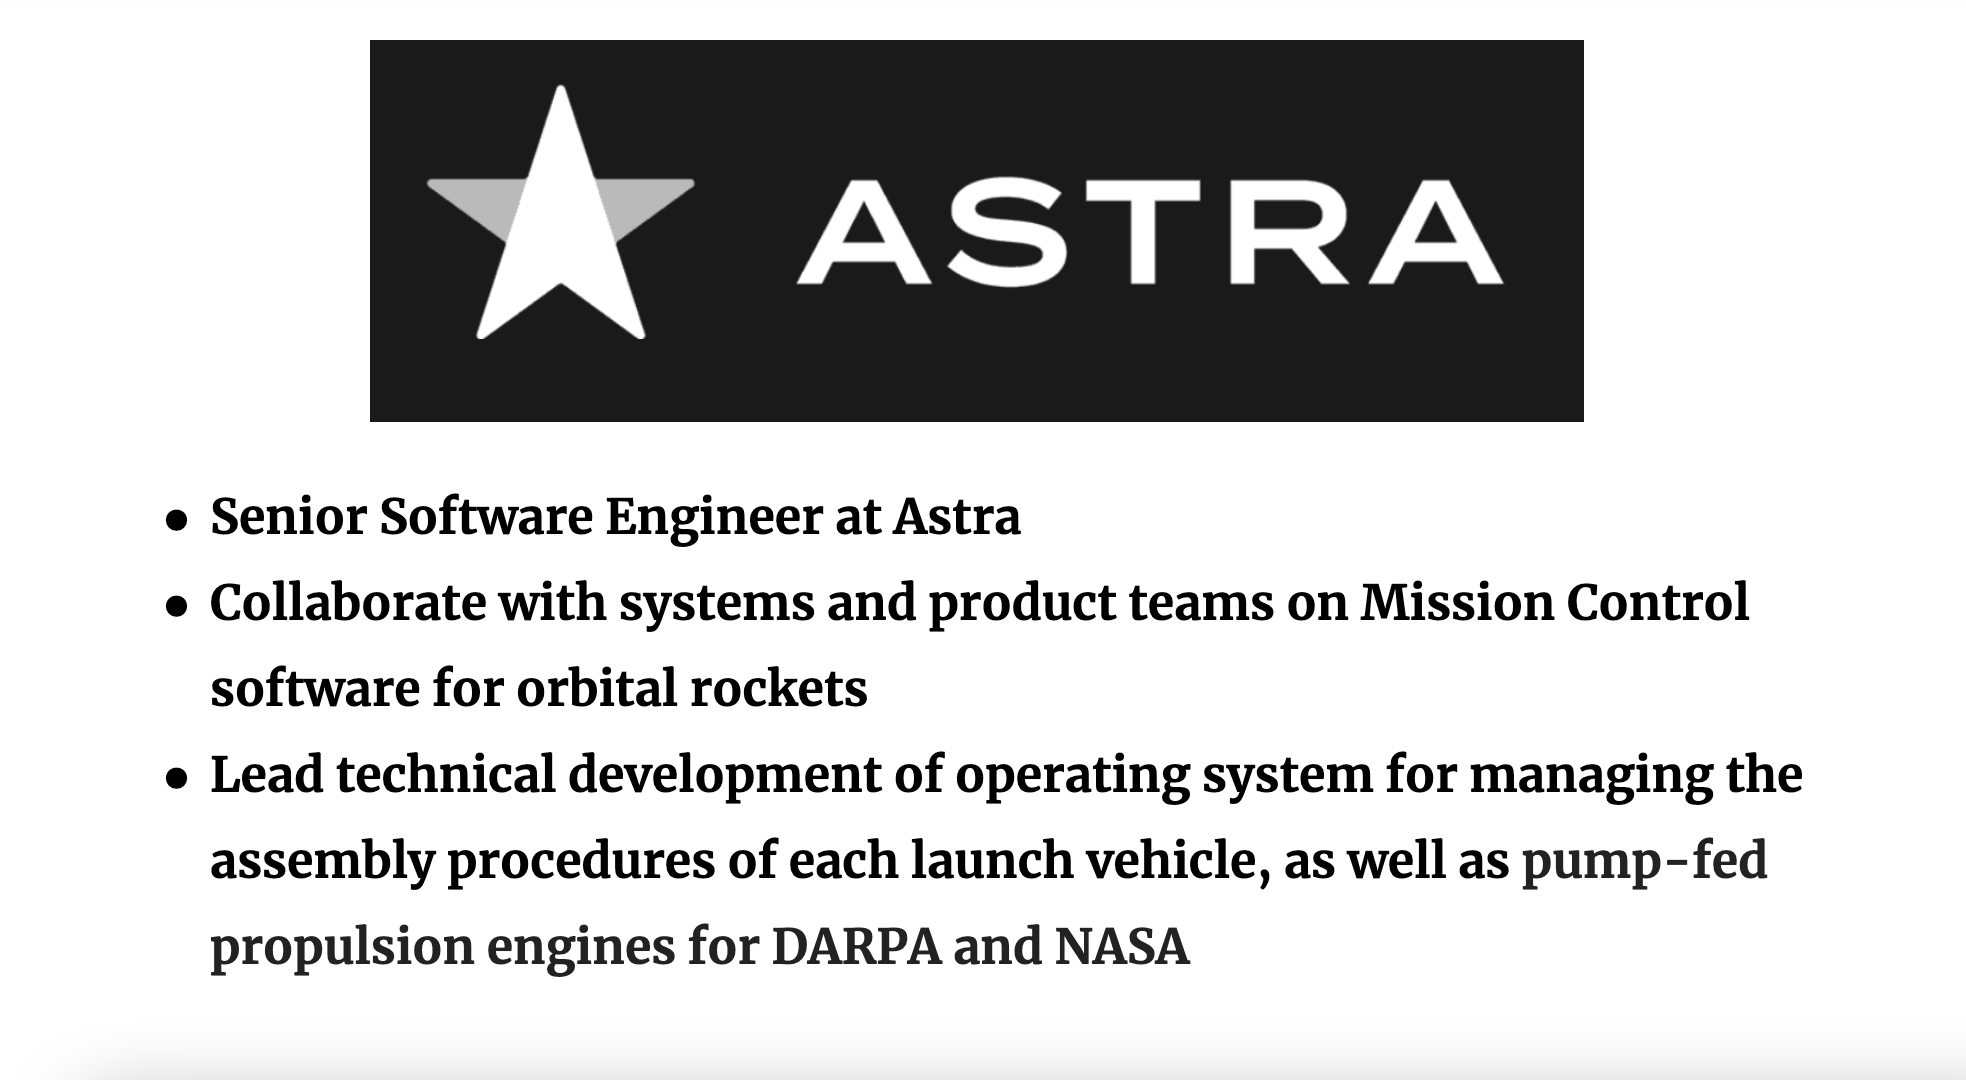 ASTRA
● Senior Software Engineer at Astra
● Collaborate with systems and product teams on Mission Control
software for orbital rockets
● Lead technical development of operating system for managing the
assembly procedures of each launch vehicle, as well as pump-fed
propulsion engines for DARPA and NASA